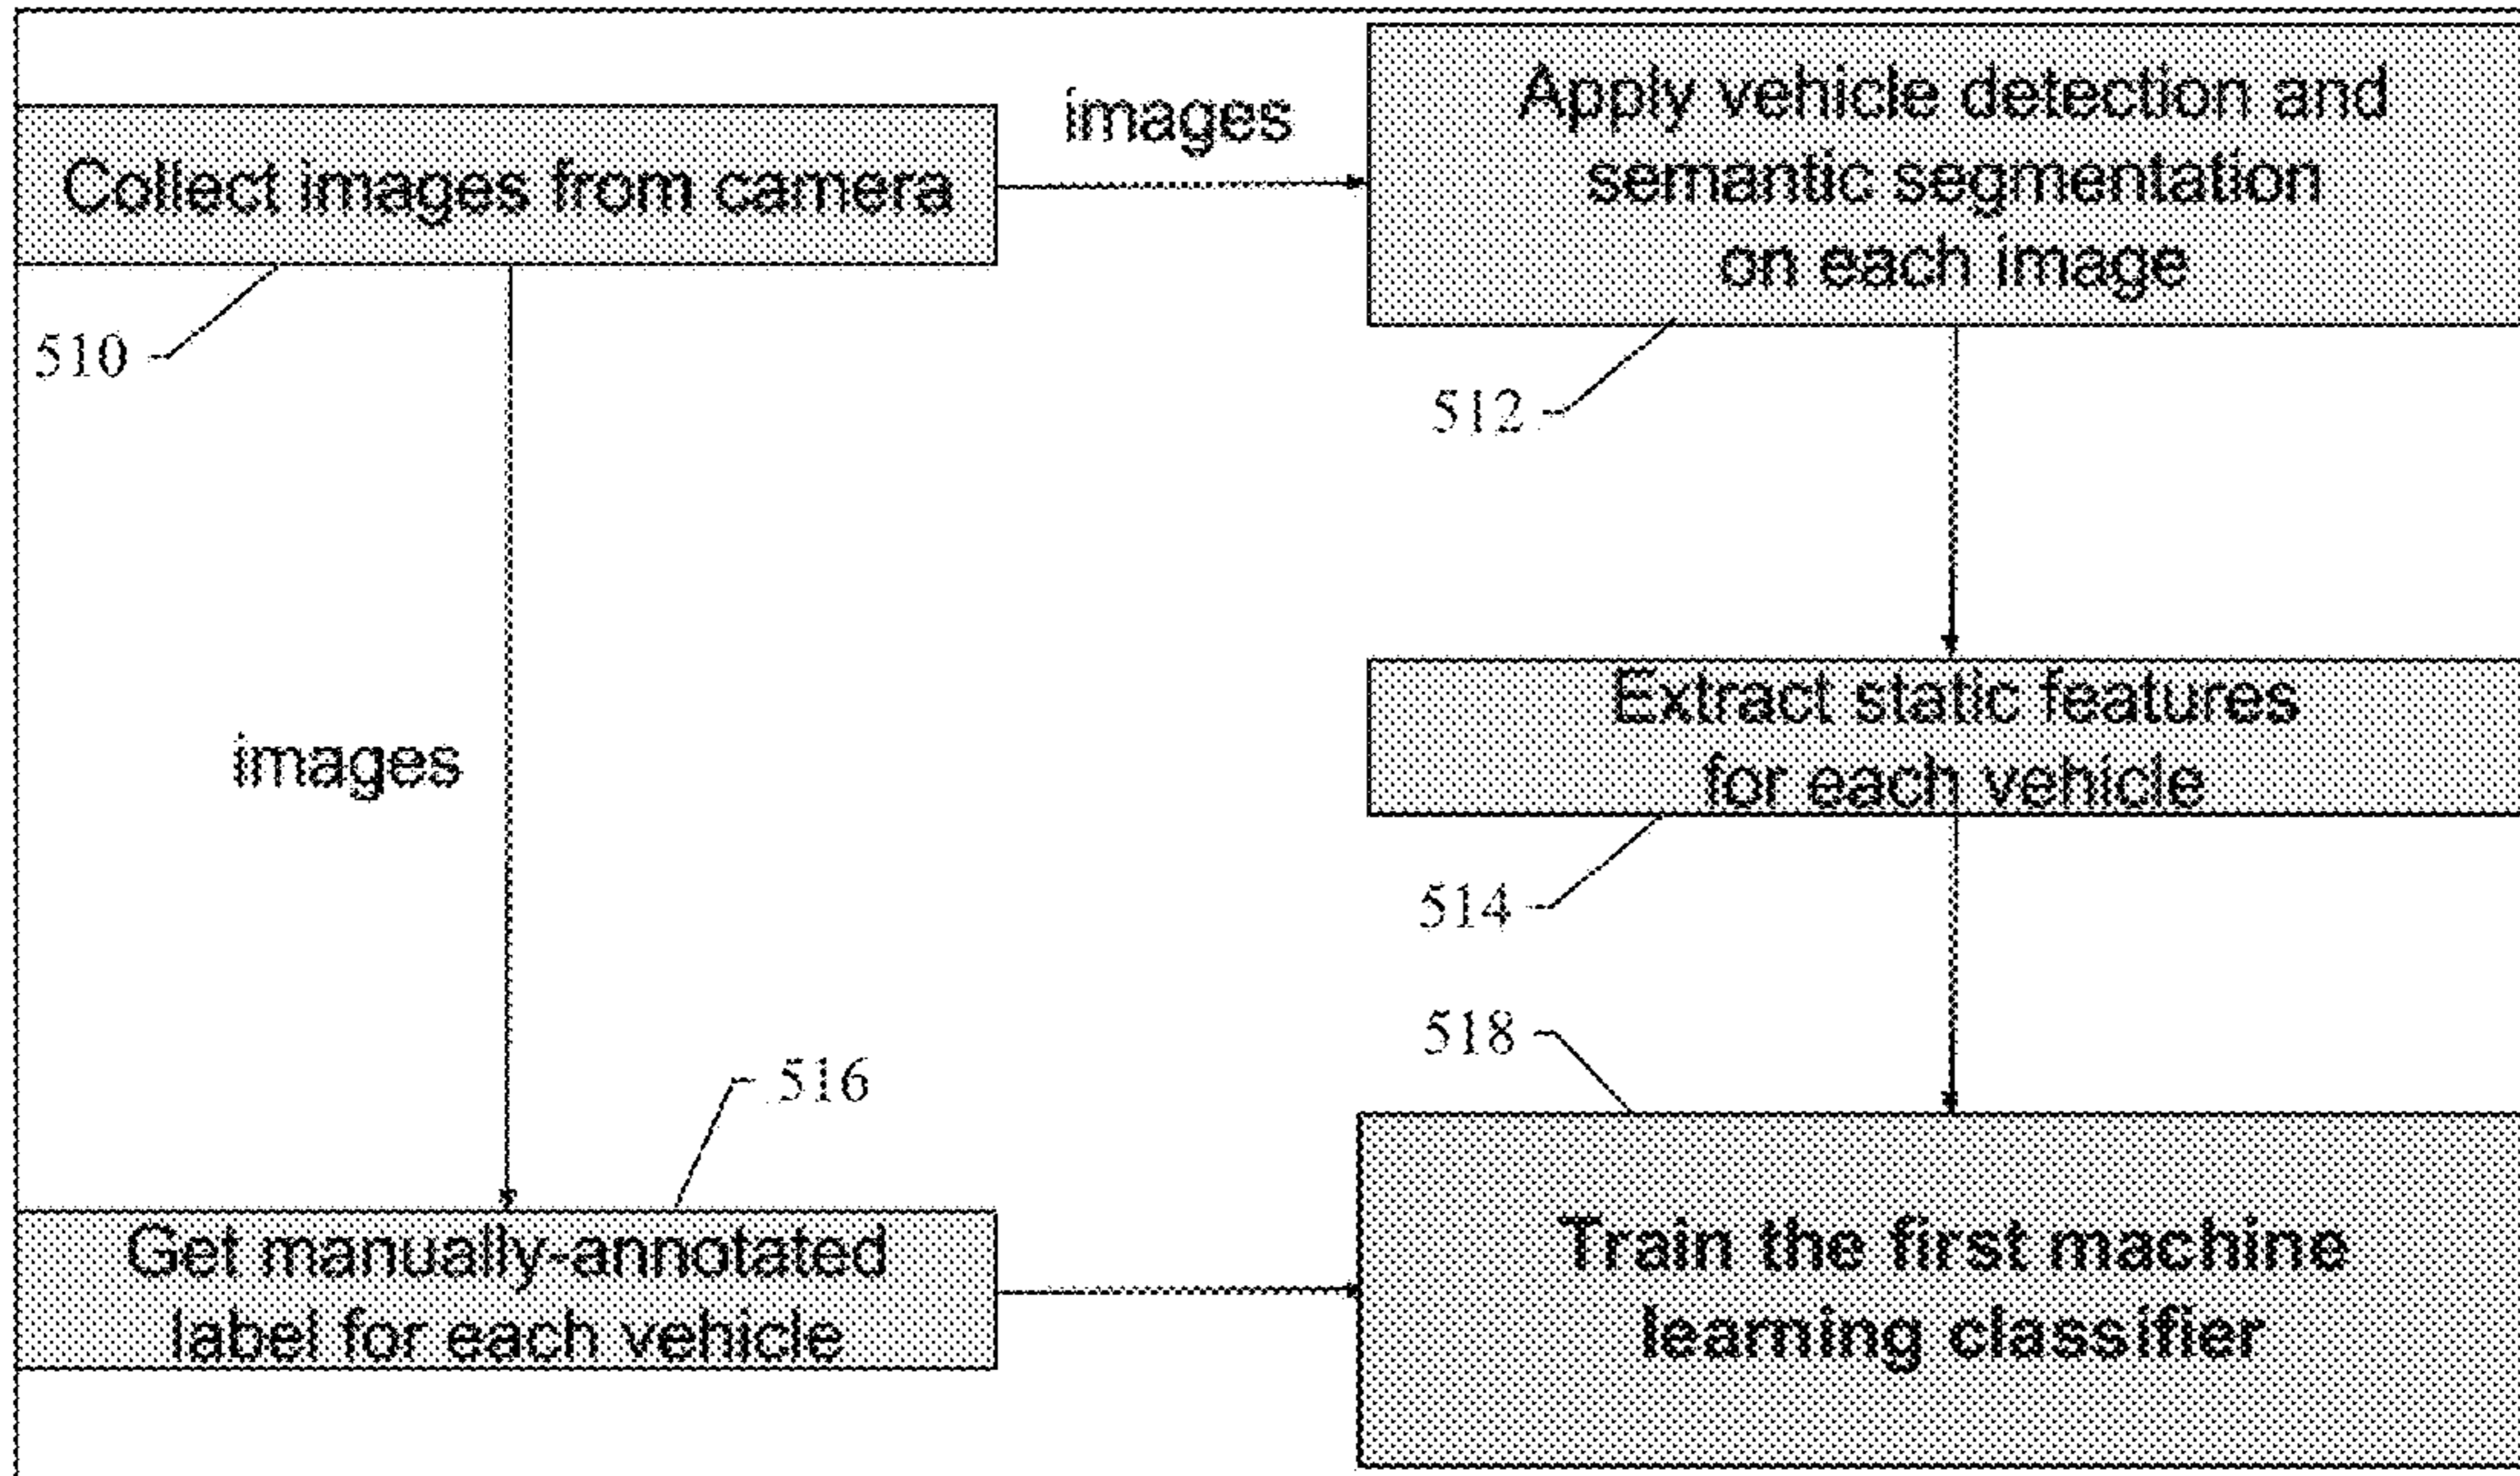 Collect images from camera
510
images
Apply vehicle detection and
semantic segmentation
on each image
512
images
Extract static features
for each vehicle
514
516
Get manually-annotated
label for each vehicle
518
Train the first machine
learning classifier